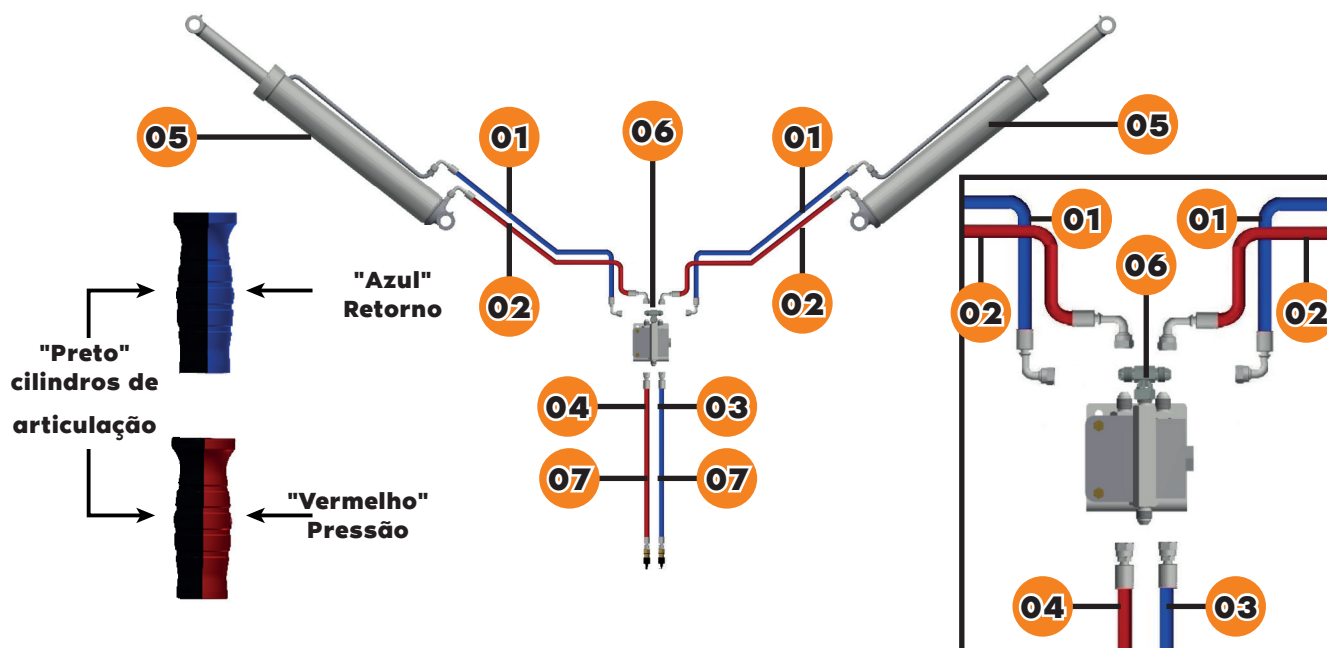 05
01
06
01
05
"Azul"
Retorno
02
02
"Preto"
cilindros de
articulação
"Vermelho"
Pressão
04
03
07
07
01
01
06
02
02
04
03